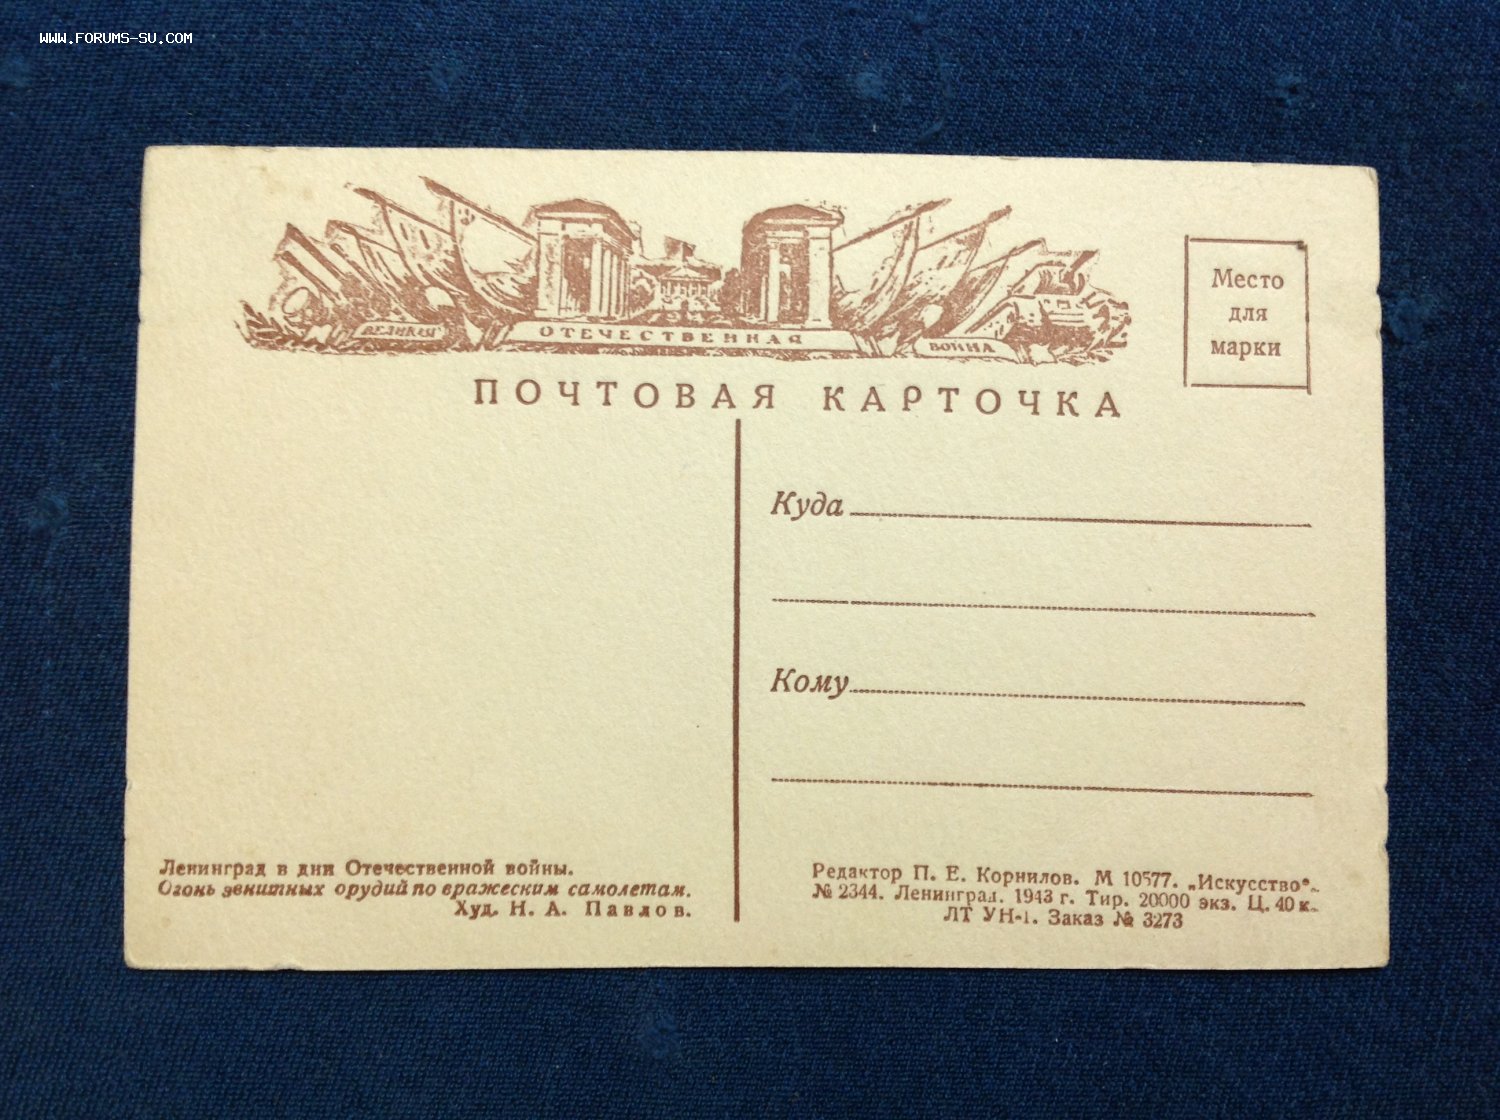 WWW.FORUMS-SU.COM
ВЕЛИКАЯ
ОТЕЧЕСТВЕННАЯ
ВОЙНА
ПОЧТОВАЯ КАРТОЧКА
Место
для
марки
Куда
Кому
Ленинград в дни Отечественной войны.
Огонь зенитных орудий по вражеским самолетам.
Худ. Н. А. Павлов.
Редактор П. Е. Корнилов. М 10577. „Искусство“.
№ 2344. Ленинград. 1943 г. Тир. 20000 экз. Ц. 40 к.
ЛТ УН-1. Заказ № 3273